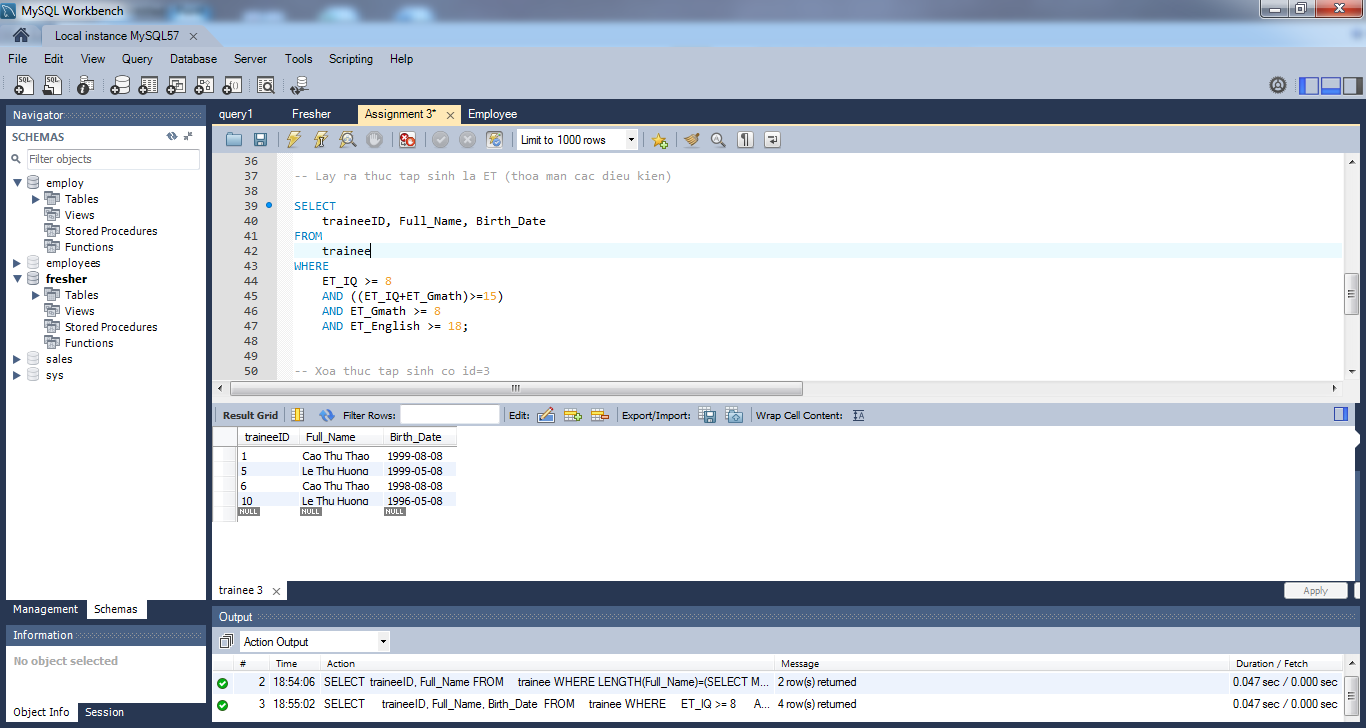 MySQL Workbench
Local instance MySQL57
File Edit View Query Database Server Tools Scripting Help
Navigator
query1 Fresher Assignment 3* Employee
SCHEMAS
Limit to 1000 rows
Filter objects
employ
Tables
Views
Stored Procedures
Functions
employees
fresher
Tables
Views
Stored Procedures
Functions
sales
sys
36
37 -- Lay ra thuc tap sinh la ET (thoa man cac dieu kien)
38
39 SELECT
40 traineeID, Full_Name, Birth_Date
41 FROM
42 trainee
43 WHERE
44 ET_IQ >= 8
45 AND ((ET_IQ+ET_Gmath)>=15)
46 AND ET_Gmath >= 8
47 AND ET_English >= 18;
48
49
50 -- Xoa thuc tap sinh co id=3
Result Grid Filter Rows: Edit: Export/Import: Wrap Cell Content:
traineeID Full_Name Birth_Date
1 Cao Thu Thao 1999-08-08
5 Le Thu Huong 1999-05-08
6 Cao Thu Thao 1998-08-08
10 Le Thu Huong 1996-05-08
NULL NULL NULL
trainee 3
Apply
Management Schemas
Information
No object selected
Object Info Session
Output
Action Output
# Time Action Message Duration / Fetch
2 18:54:06 SELECT traineeID, Full_Name FROM trainee WHERE LENGTH(Full_Name)=(SELECT M... 2 row(s) returned 0.047 sec / 0.000 sec
3 18:55:02 SELECT traineeID, Full_Name, Birth_Date FROM trainee WHERE ET_IQ >= 8 A... 4 row(s) returned 0.047 sec / 0.000 sec